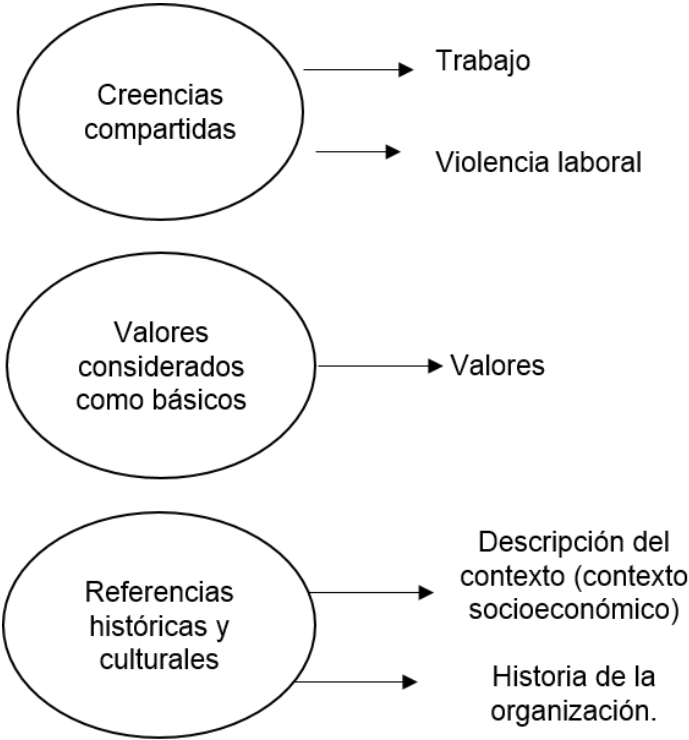 Creencias
compartidas
Trabajo
Violencia laboral
Valores
considerados
como básicos
Valores
Referencias
históricas y
culturales
Descripción del
contexto (contexto
socioeconómico)
Historia de la
organización.